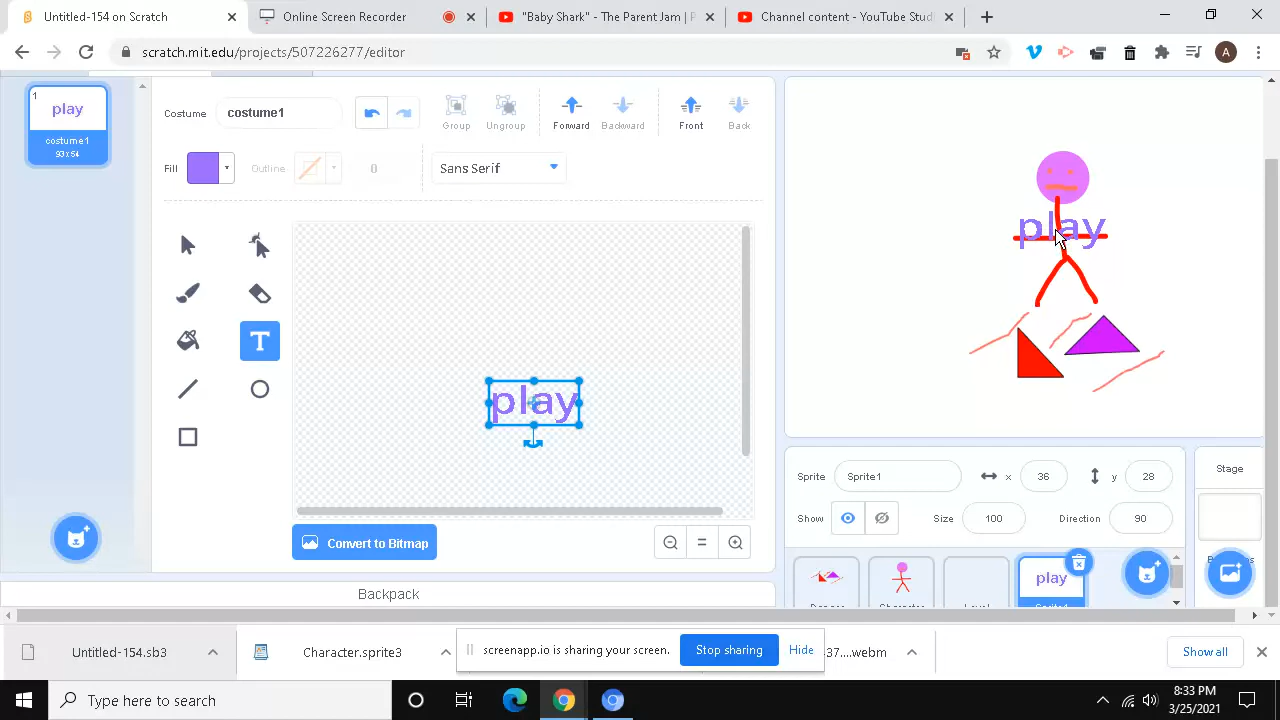 Untitled-154 on Scratch
Online Screen Recorder
"Baby Shark" - The Parent Jam | P
Channel content - YouTube Stud
scratch.mit.edu/projects/507226277/editor
A
1
play
costume1
93 x 54
Costume
costume1
Group
Ungroup
Forward
Backward
Front
Back
Fill
Outline
0
Sans Serif
T
play
play
Convert to Bitmap
Backpack
Sprite
Sprite1
x
36
y
28
Show
Size
100
Direction
90
Stage
play
Untitled-154.sb3
Character.sprite3
screenapp.io is sharing your screen.
Stop sharing
Hide
37....webm
Show all
Type here to search
8:33 PM
3/25/2021